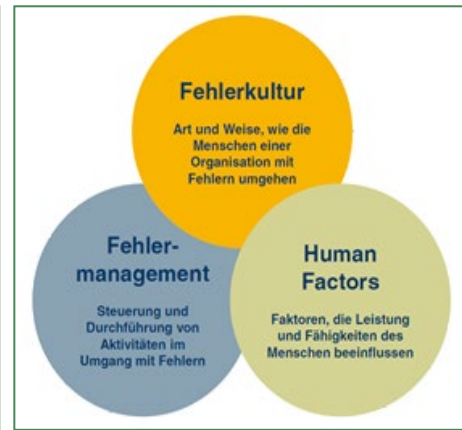 Fehlerkultur
Art und Weise, wie die
Menschen einer
Organisation mit
Fehlern umgehen
Fehler-
management
Steuerung und
Durchführung von
Aktivitäten im
Umgang mit Fehlern
Human
Factors
Faktoren, die Leistung
und Fähigkeiten des
Menschen beeinflussen